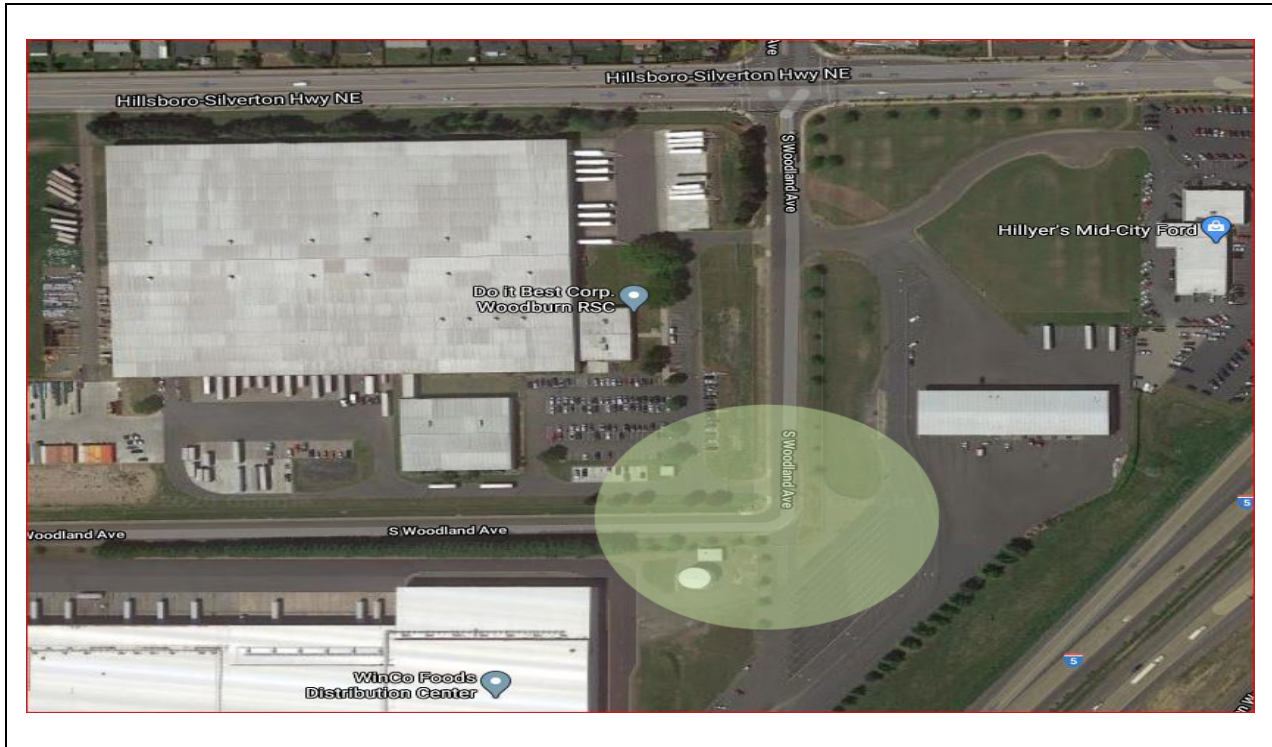 Ave
Hillsboro-Silverton Hwy NE
Hillsboro-Silverton Hwy NE
S Woodland Ave
Hillyer's Mid-City Ford
Do it Best Corp.
Woodburn RSC
S Woodland Ave
5
Woodland Ave
S Woodland Ave
5
WinCo Foods
Distribution Center